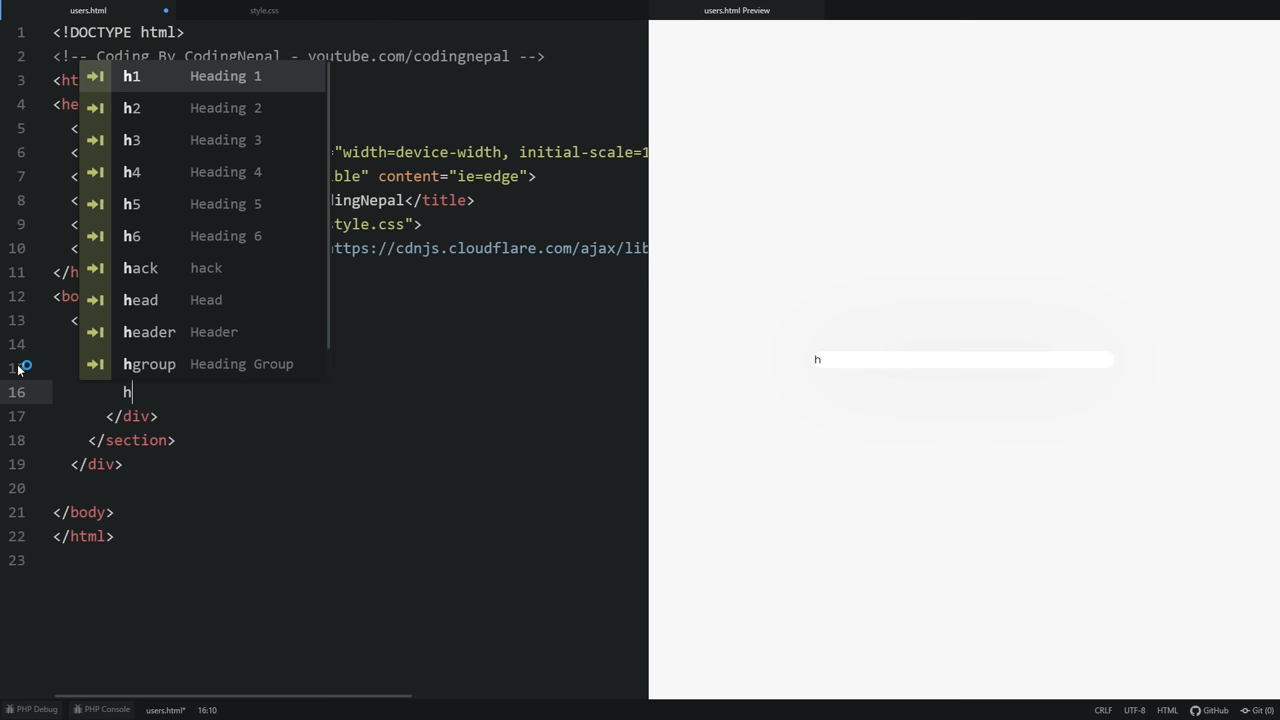 users.html
style.css
users.html Preview
1 <!DOCTYPE html>
2 <!-- Coding By CodingNepal - youtube.com/codingnepal -->
3 <ht
4 <he
5 <
6 < ="width=device-width, initial-scale=1
7 < ble" content="ie=edge">
8 < dingNepal</title>
9 < tyle.css">
10 < ttps://cdnjs.cloudflare.com/ajax/lib
11 </h
12 <bo
13 <
14
15
16 h
17 </div>
18 </section>
19 </div>
20
21 </body>
22 </html>
23
h1 Heading 1
h2 Heading 2
h3 Heading 3
h4 Heading 4
h5 Heading 5
h6 Heading 6
hack hack
head Head
header Header
hgroup Heading Group
h
PHP Debug PHP Console users.html* 16:10 CRLF UTF-8 HTML GitHub Git (0)